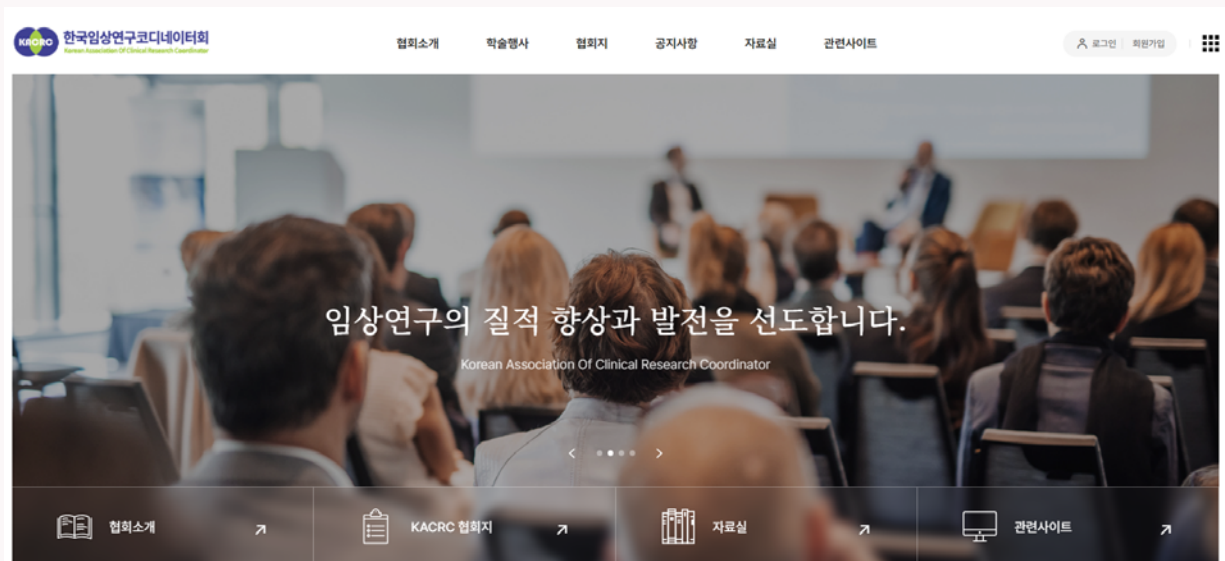 KACRC
한국임상연구코디네이터회
Korean Association Of Clinical Research Coordinator
협회소개
학술행사
협회지
공지사항
자료실
관련사이트
로그인
회원가입
임상연구의 질적 향상과 발전을 선도합니다.
Korean Association Of Clinical Research Coordinator
협회소개
KACRC 협회지
자료실
관련사이트